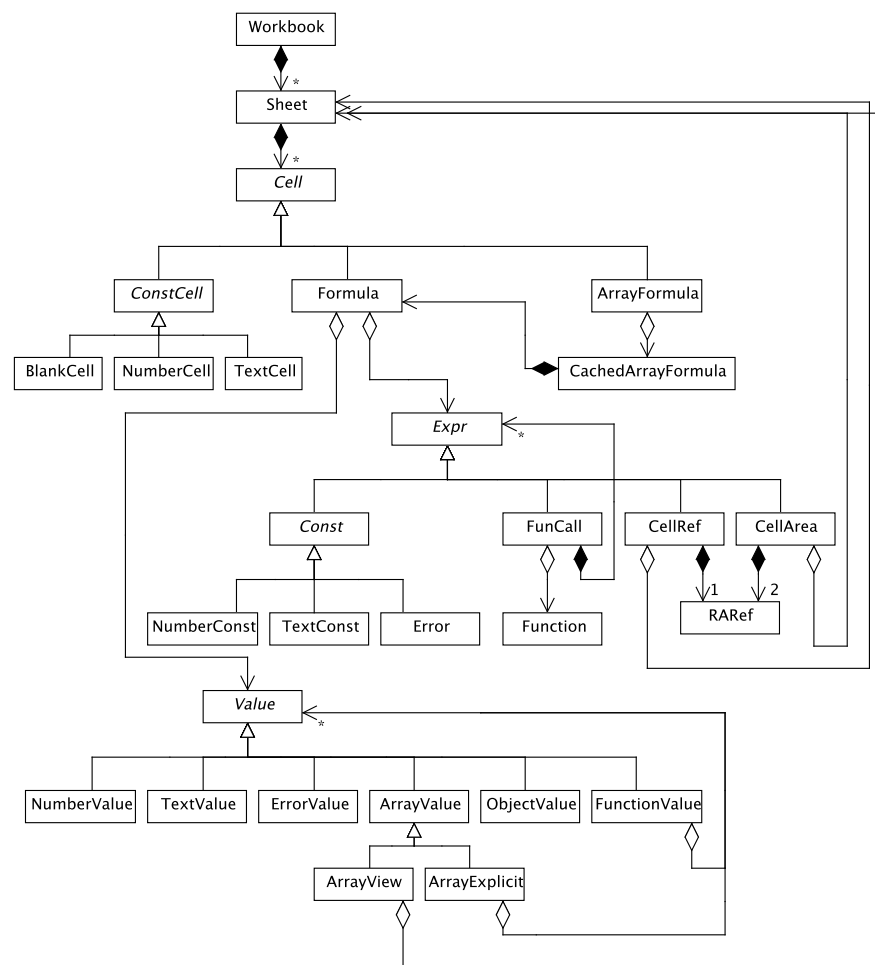 Workbook
*
Sheet
*
Cell
ConstCell
Formula
ArrayFormula
BlankCell
NumberCell
TextCell
CachedArrayFormula
Expr
*
Const
FunCall
CellRef
CellArea
1
2
NumberConst
TextConst
Error
Function
RARef
Value
*
NumberValue
TextValue
ErrorValue
ArrayValue
ObjectValue
FunctionValue
ArrayView
ArrayExplicit